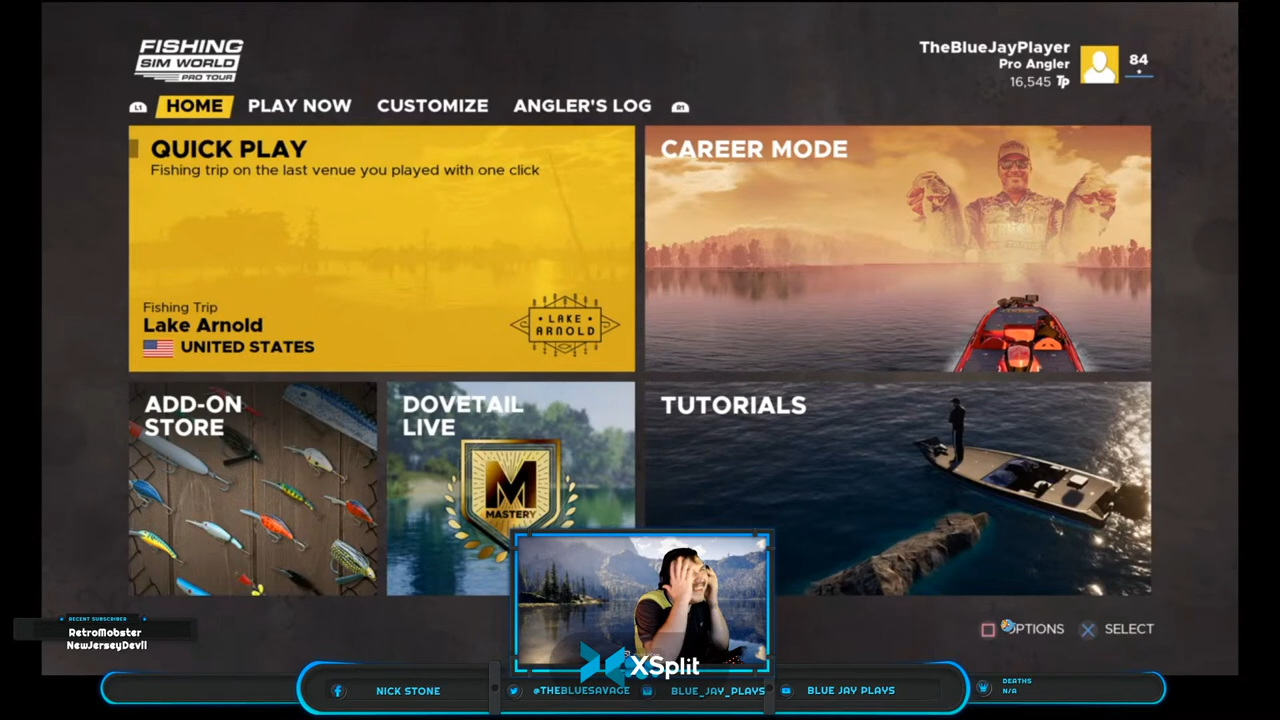 FISHING
SIM WORLD
PRO TOUR
TheBlueJayPlayer
Pro Angler
16,545 Tp
84
L1 HOME PLAY NOW CUSTOMIZE ANGLER'S LOG R1
QUICK PLAY
Fishing trip on the last venue you played with one click
Fishing Trip
Lake Arnold
UNITED STATES
LAKE
ARNOLD
CAREER MODE
ADD-ON
STORE
DOVETAIL
LIVE
M
MASTERY
TUTORIALS
OPTIONS SELECT
RECENT SUBSCRIBER
RetroMobster
NewJerseyDevil
XSplit
NICK STONE @THEBLUESAVAGE BLUE_JAY_PLAYS BLUE JAY PLAYS
DEATHS
N/A